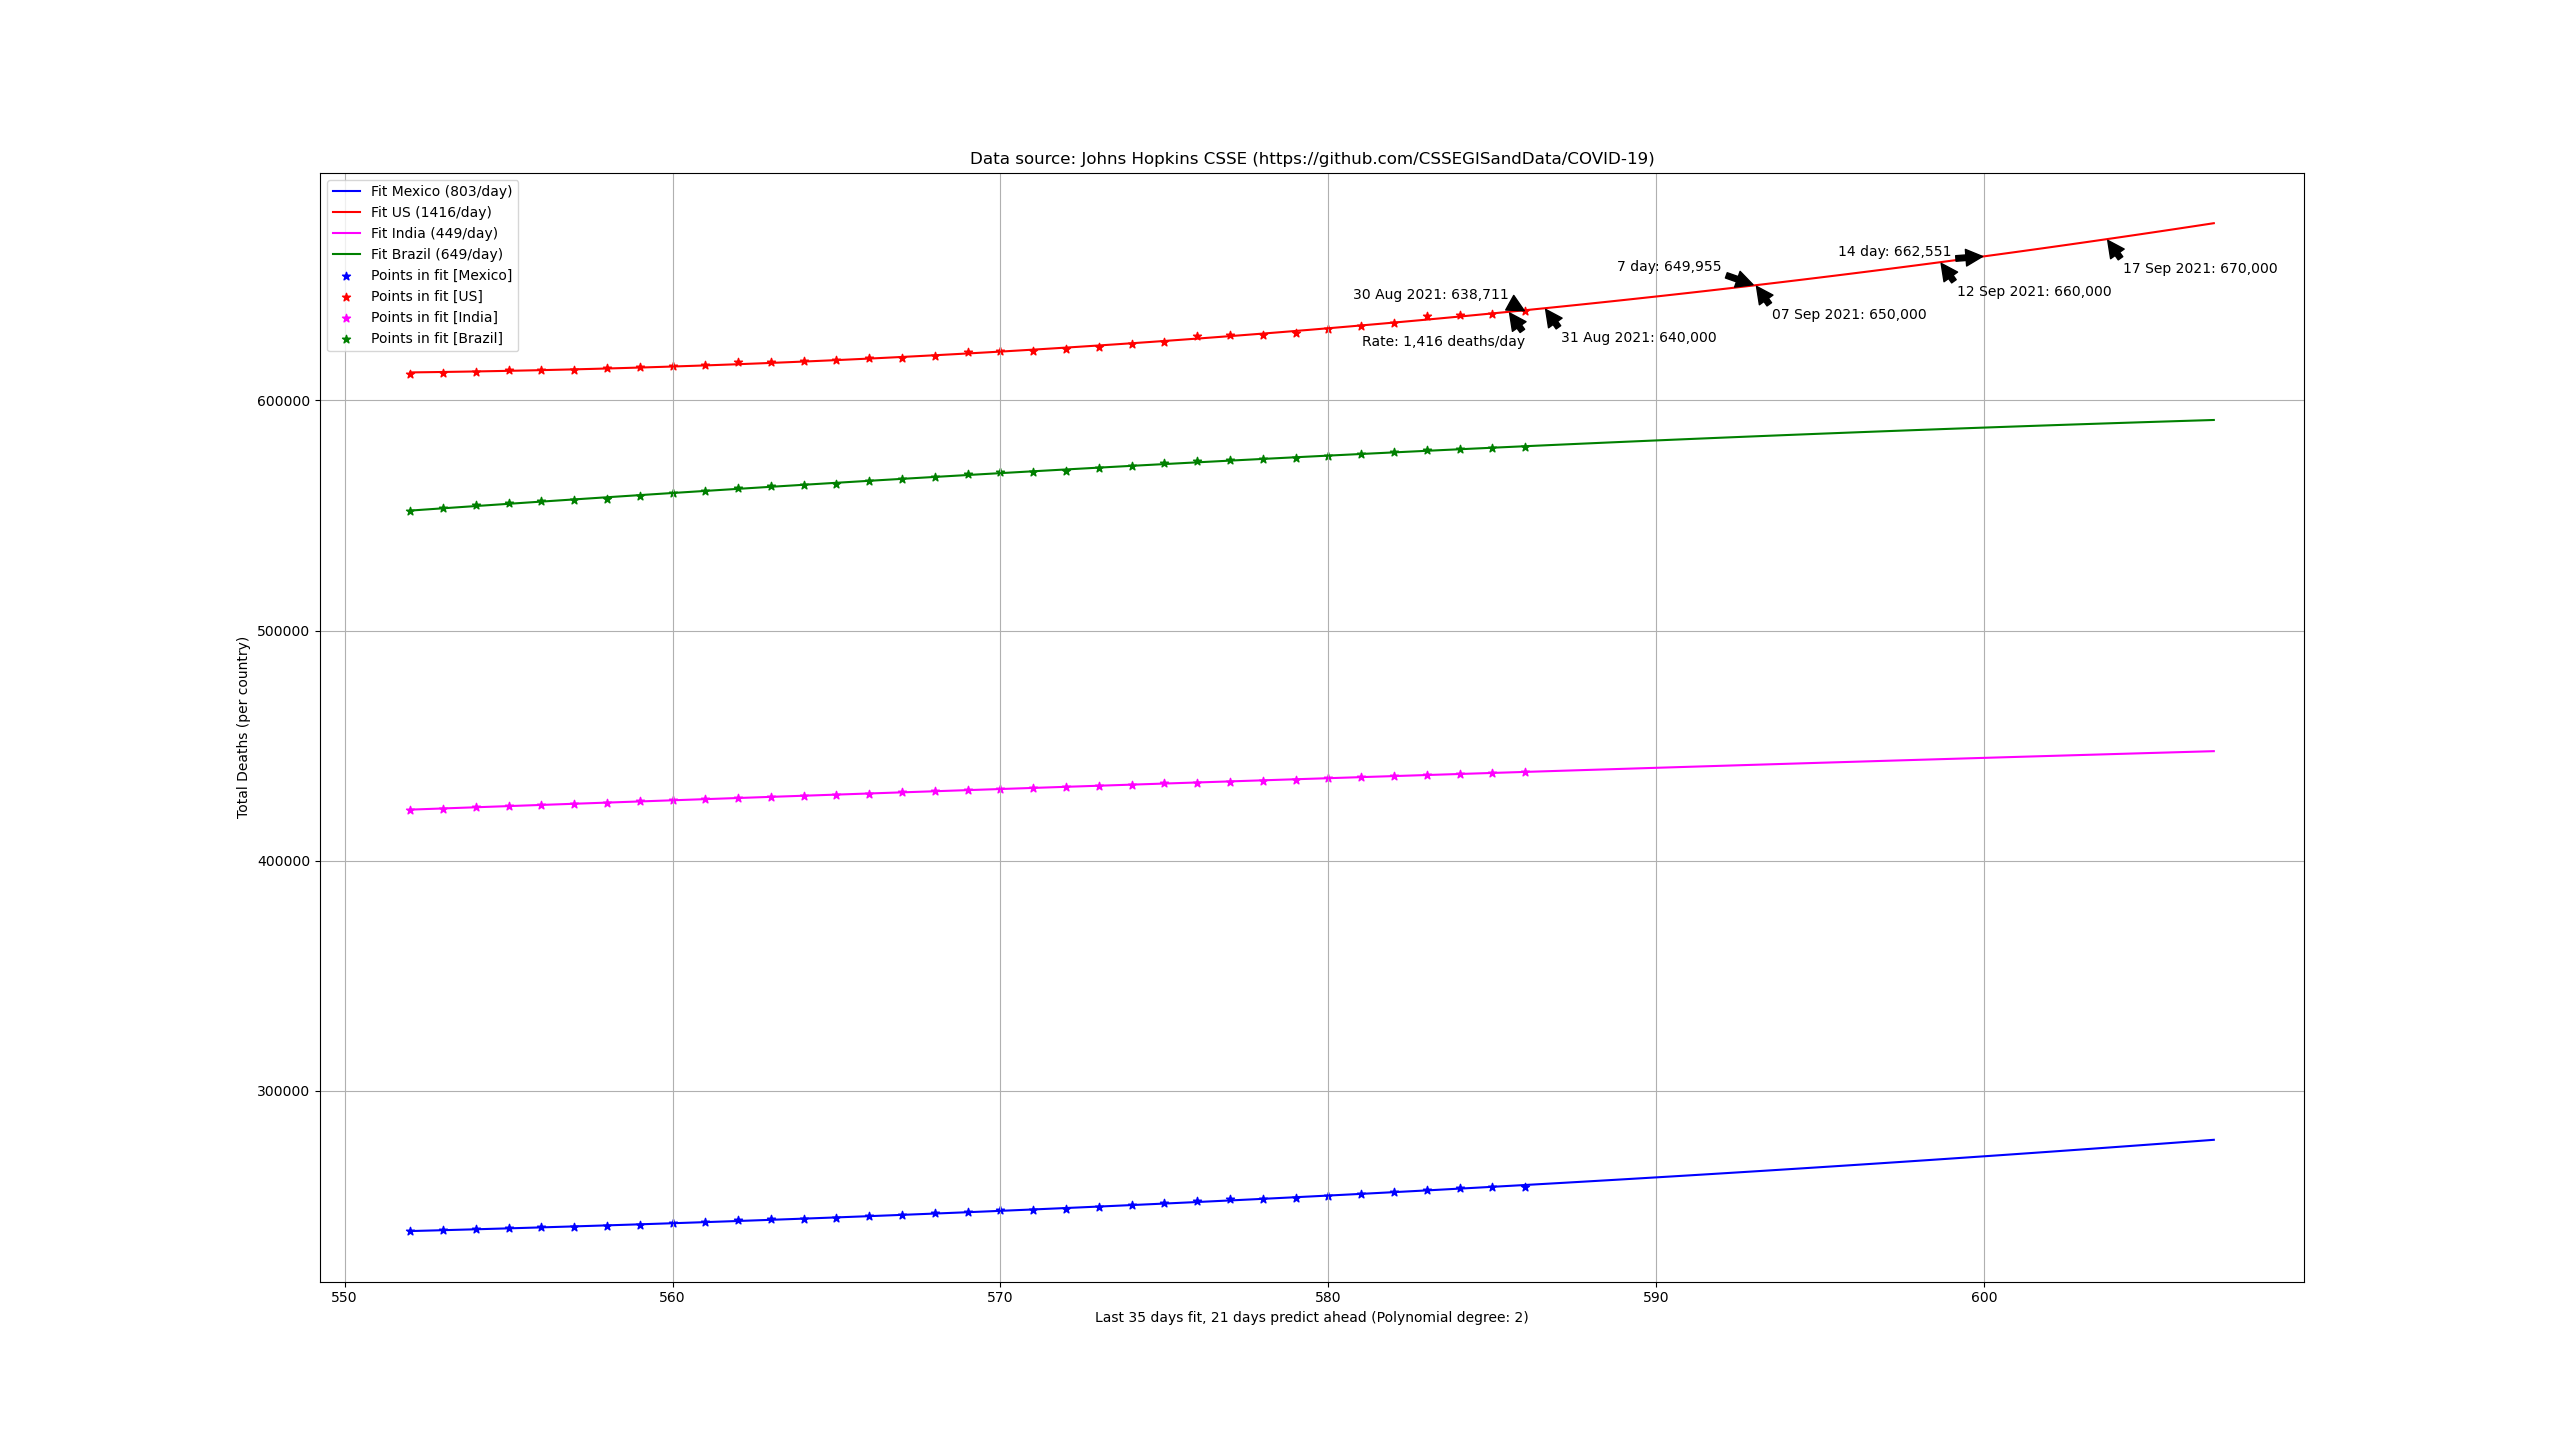 Data source: Johns Hopkins CSSE (https://github.com/CSSEGISandData/COVID-19)
Fit Mexico (803/day)
Fit US (1416/day)
Fit India (449/day)
Fit Brazil (649/day)
Points in fit [Mexico]
Points in fit [US]
Points in fit [India]
Points in fit [Brazil]
14 day: 662,551
7 day: 649,955
17 Sep 2021: 670,000
12 Sep 2021: 660,000
30 Aug 2021: 638,711
07 Sep 2021: 650,000
31 Aug 2021: 640,000
Rate: 1,416 deaths/day
600000
500000
400000
300000
Total Deaths (per country)
550
560
570
580
590
600
Last 35 days fit, 21 days predict ahead (Polynomial degree: 2)